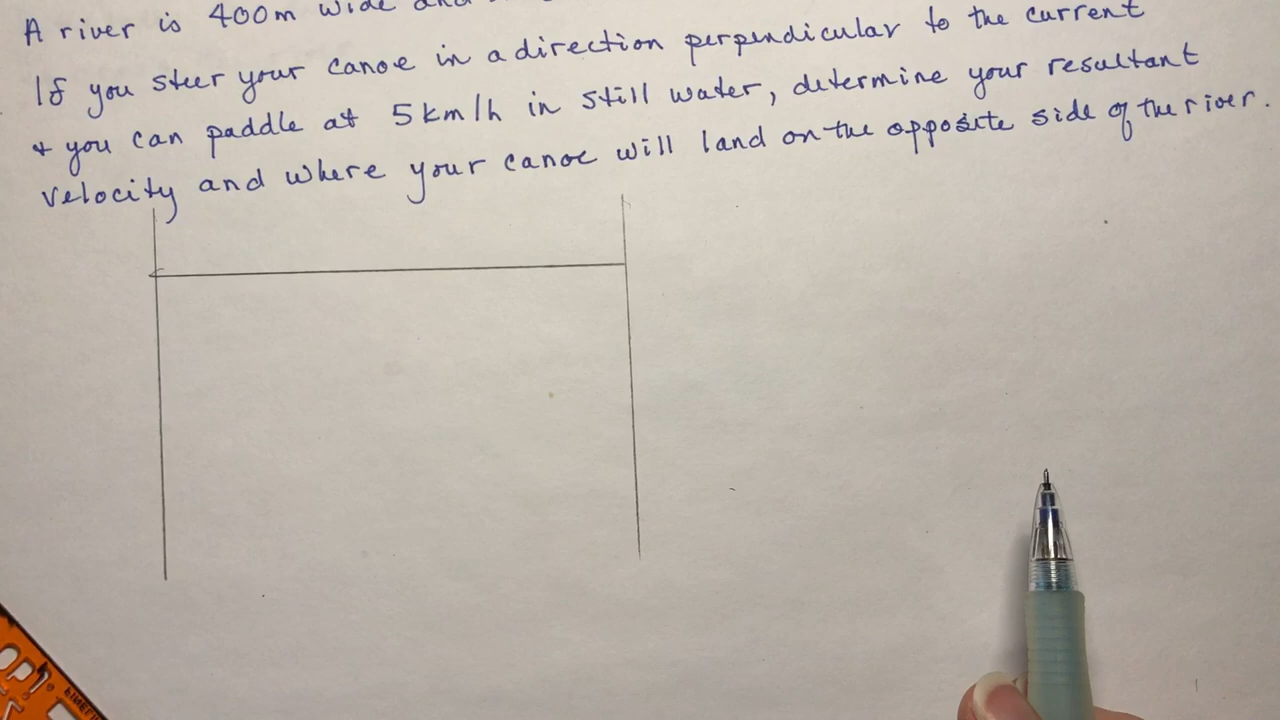 A river is 400m wide and
If you steer your canoe in a direction perpendicular to the current
+ you can paddle at 5km/h in still water, determine your resultant
velocity and where your canoe will land on the opposite side of the river.